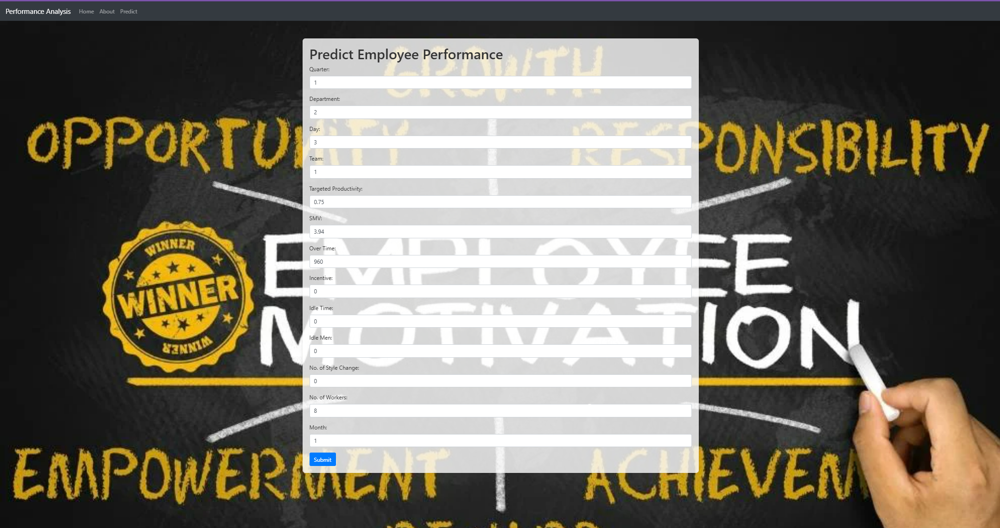 Performance Analysis Home About Predict
GROWTH
OPPORTUNITY
RESPONSIBILITY
WINNER
WINNER
WINNER
EMPLOYEE
MOTIVATION
EMPOWERMENT
Predict Employee Performance
Quarter:
1
Department:
2
Day:
3
Team:
1
Targeted Productivity:
0.75
SMV:
3.94
Over Time:
960
Incentive:
0
Idle Time:
0
Idle Men:
0
No. of Style Change:
0
No. of Workers:
8
Month:
1
Submit
ACHIEVEM